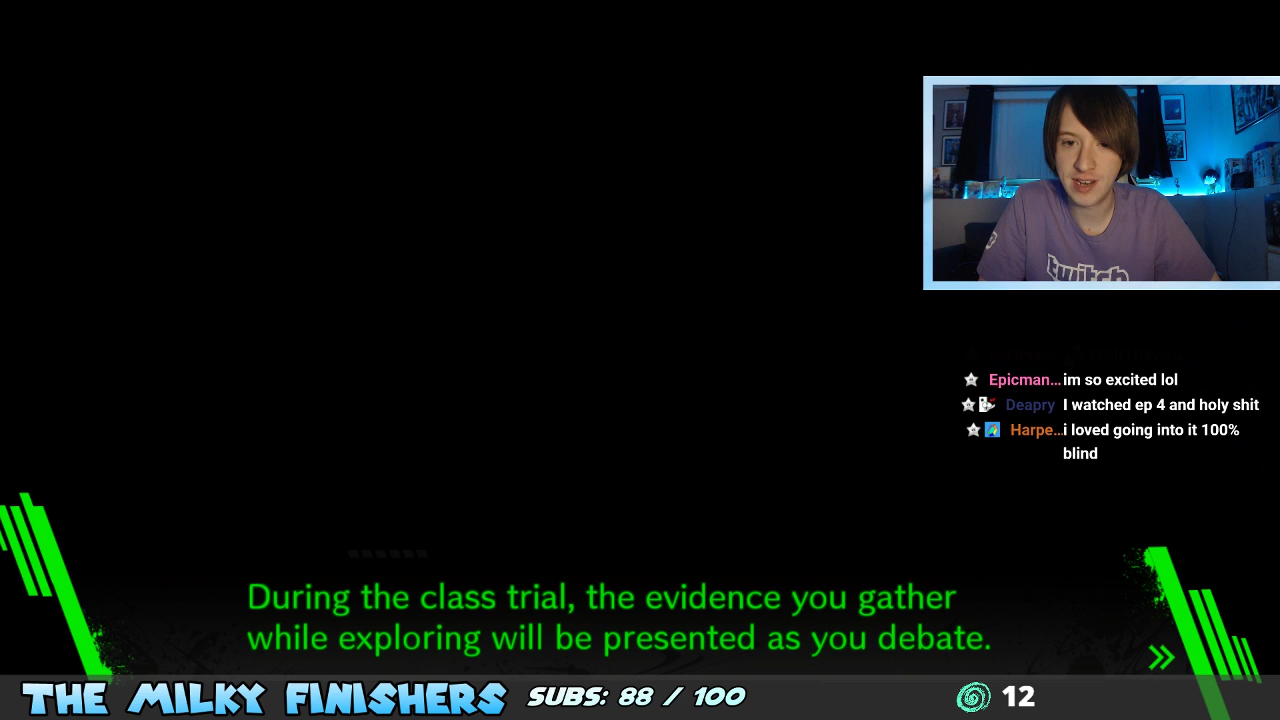 twitch
Epicman… im so excited lol
Deapry I watched ep 4 and holy shit
Harpe… i loved going into it 100%
blind
During the class trial, the evidence you gather
while exploring will be presented as you debate.
THE MILKY FINISHERS SUBS: 88 / 100 12